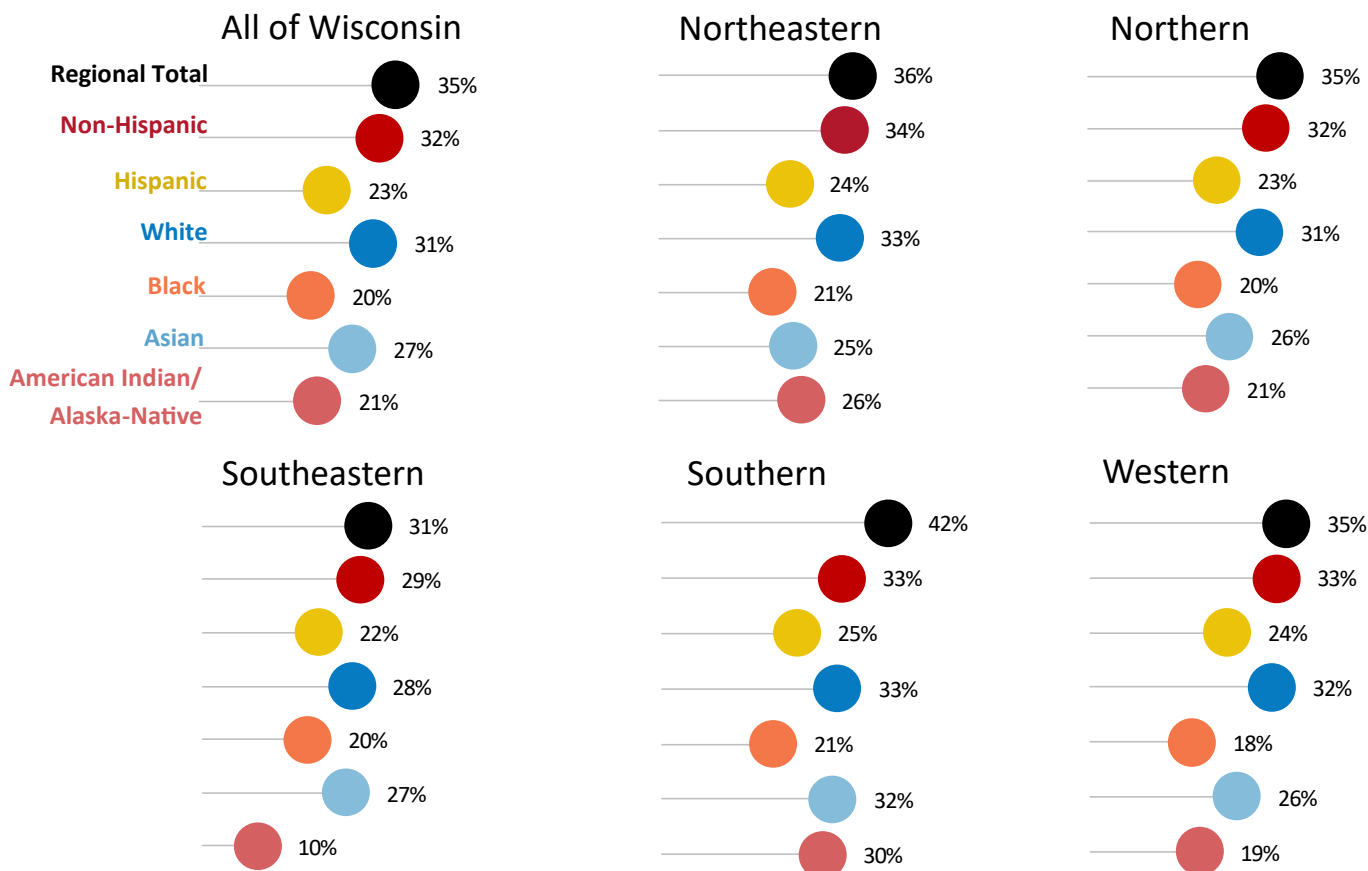 All of Wisconsin
Regional Total 35%
Non-Hispanic 32%
Hispanic 23%
White 31%
Black 20%
Asian 27%
American Indian/
Alaska-Native 21%
Northeastern
36%
34%
24%
33%
21%
25%
26%
Northern
35%
32%
23%
31%
20%
26%
21%
Southeastern
31%
29%
22%
28%
20%
27%
10%
Southern
42%
33%
25%
33%
21%
32%
30%
Western
35%
33%
24%
32%
18%
26%
19%